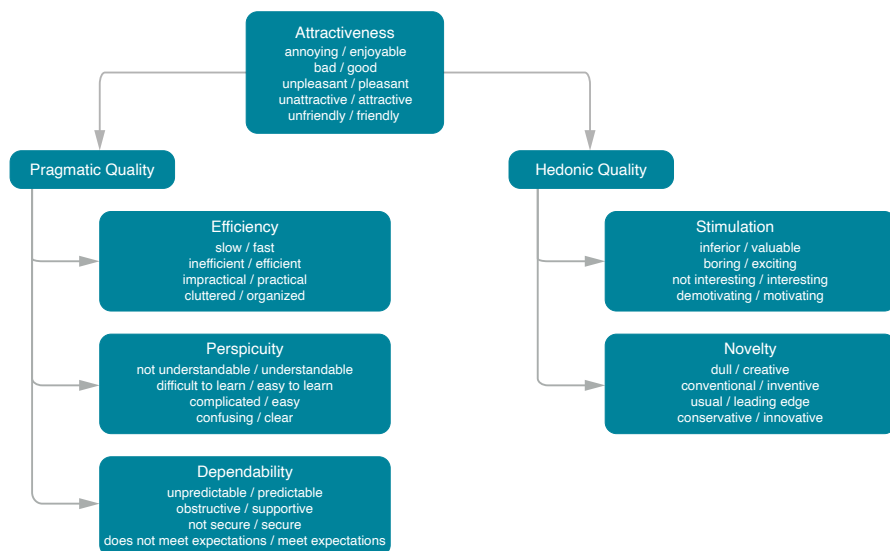 Attractiveness
annoying / enjoyable
bad / good
unpleasant / pleasant
unattractive / attractive
unfriendly / friendly
Pragmatic Quality
Hedonic Quality
Efficiency
slow / fast
inefficient / efficient
impractical / practical
cluttered / organized
Stimulation
inferior / valuable
boring / exciting
not interesting / interesting
demotivating / motivating
Perspicuity
not understandable / understandable
difficult to learn / easy to learn
complicated / easy
confusing / clear
Novelty
dull / creative
conventional / inventive
usual / leading edge
conservative / innovative
Dependability
unpredictable / predictable
obstructive / supportive
not secure / secure
does not meet expectations / meet expectations